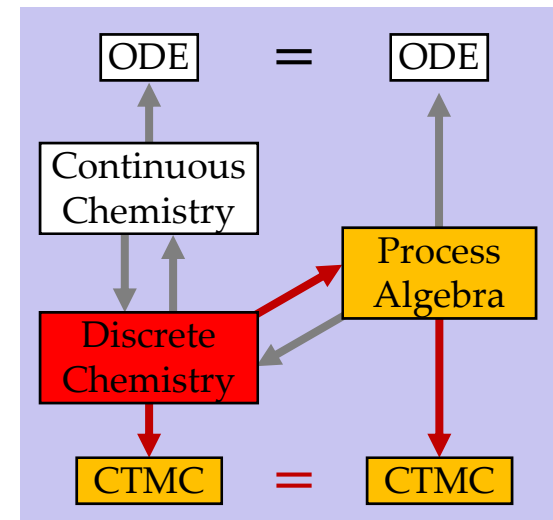 ODE = ODE
Continuous
Chemistry
Process
Algebra
Discrete
Chemistry
CTMC = CTMC